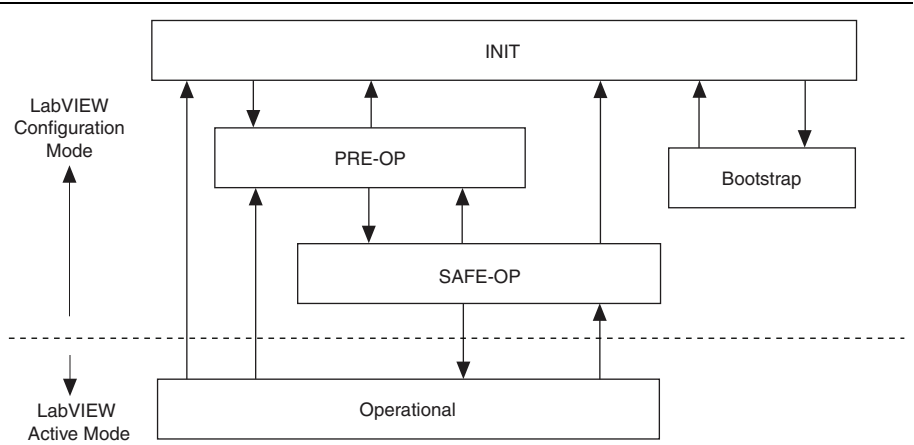 INIT
LabVIEW
Configuration
Mode
PRE-OP
Bootstrap
SAFE-OP
Operational
LabVIEW
Active Mode